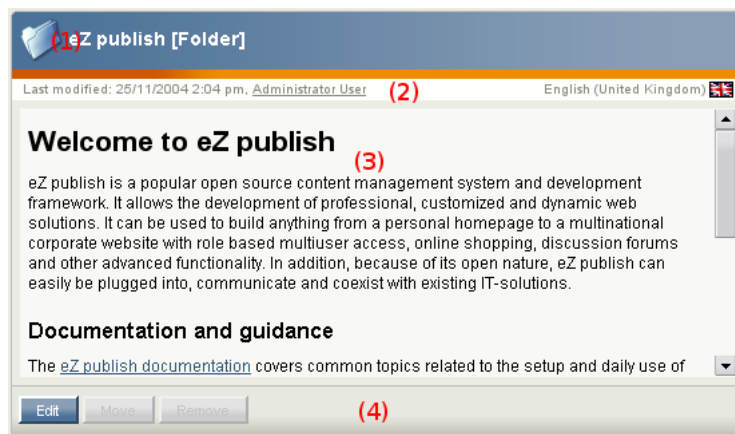 (1) eZ publish [Folder]
Last modified: 25/11/2004 2:04 pm, Administrator User (2) English (United Kingdom)
Welcome to eZ publish
(3)
eZ publish is a popular open source content management system and development
framework. It allows the development of professional, customized and dynamic web
solutions. It can be used to build anything from a personal homepage to a multinational
corporate website with role based multiuser access, online shopping, discussion forums
and other advanced functionality. In addition, because of its open nature, eZ publish can
easily be plugged into, communicate and coexist with existing IT-solutions.
Documentation and guidance
The eZ publish documentation covers common topics related to the setup and daily use of
Edit Move Remove (4)